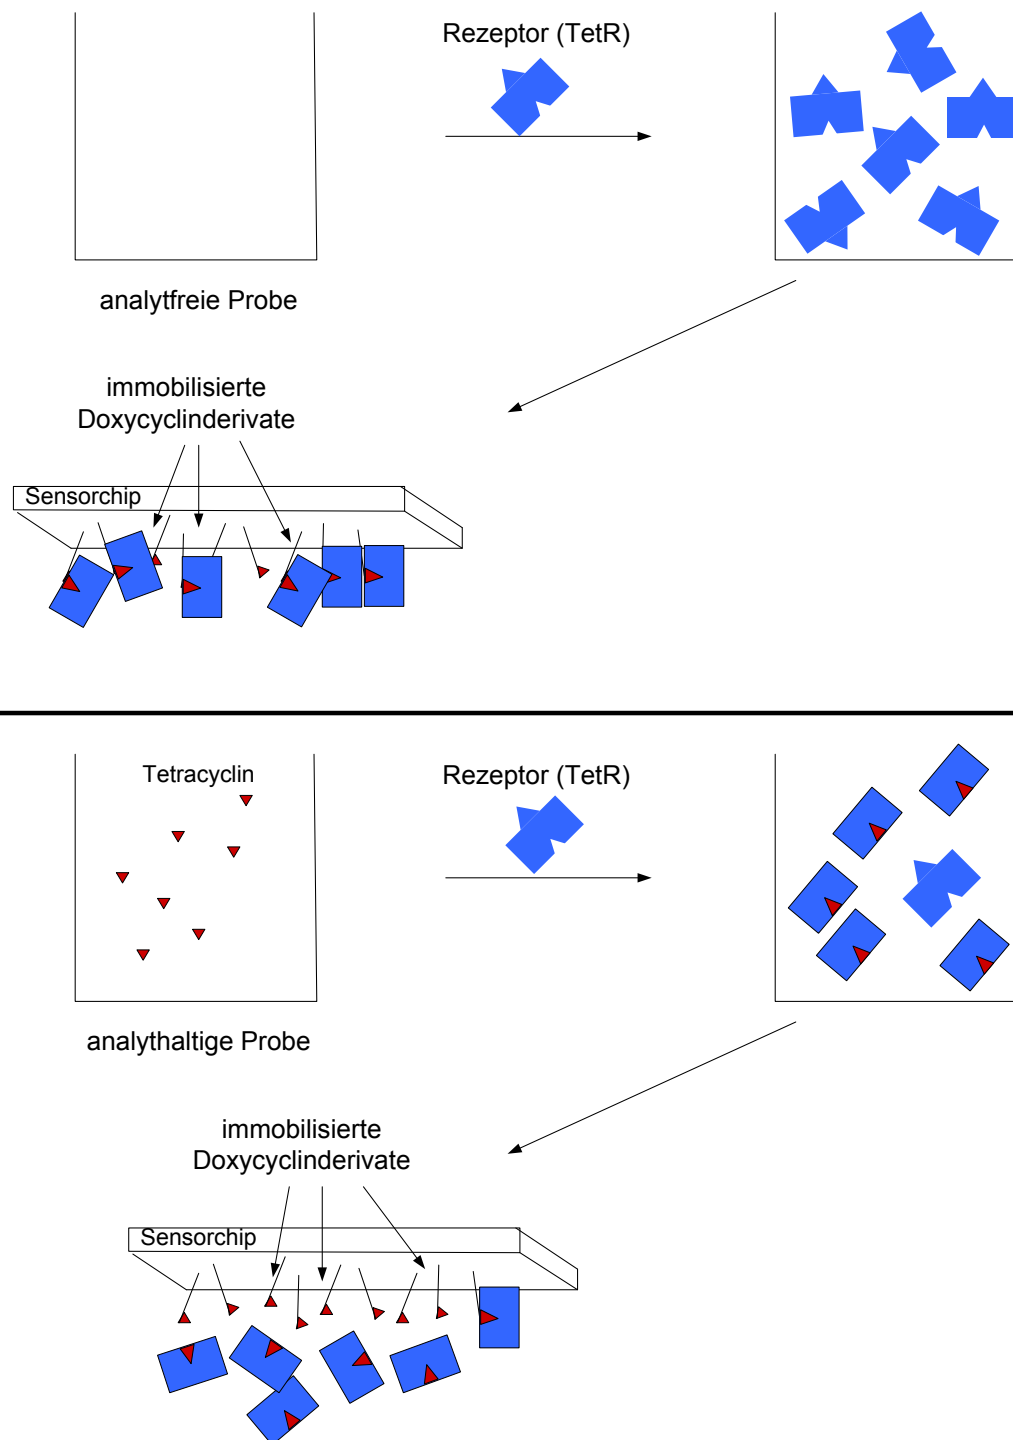 Rezeptor (TetR)
analytfreie Probe
immobilisierte
Doxycyclinderivate
Sensorchip
Tetracyclin
Rezeptor (TetR)
analythaltige Probe
immobilisierte
Doxycyclinderivate
Sensorchip